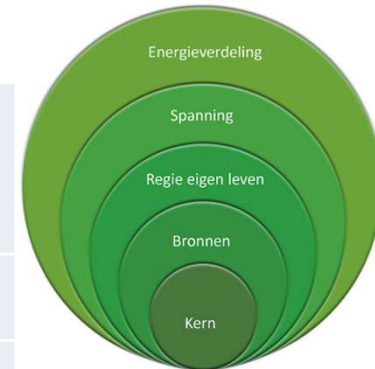 Energieverdeling
Spanning
Regie eigen leven
Bronnen
Kern